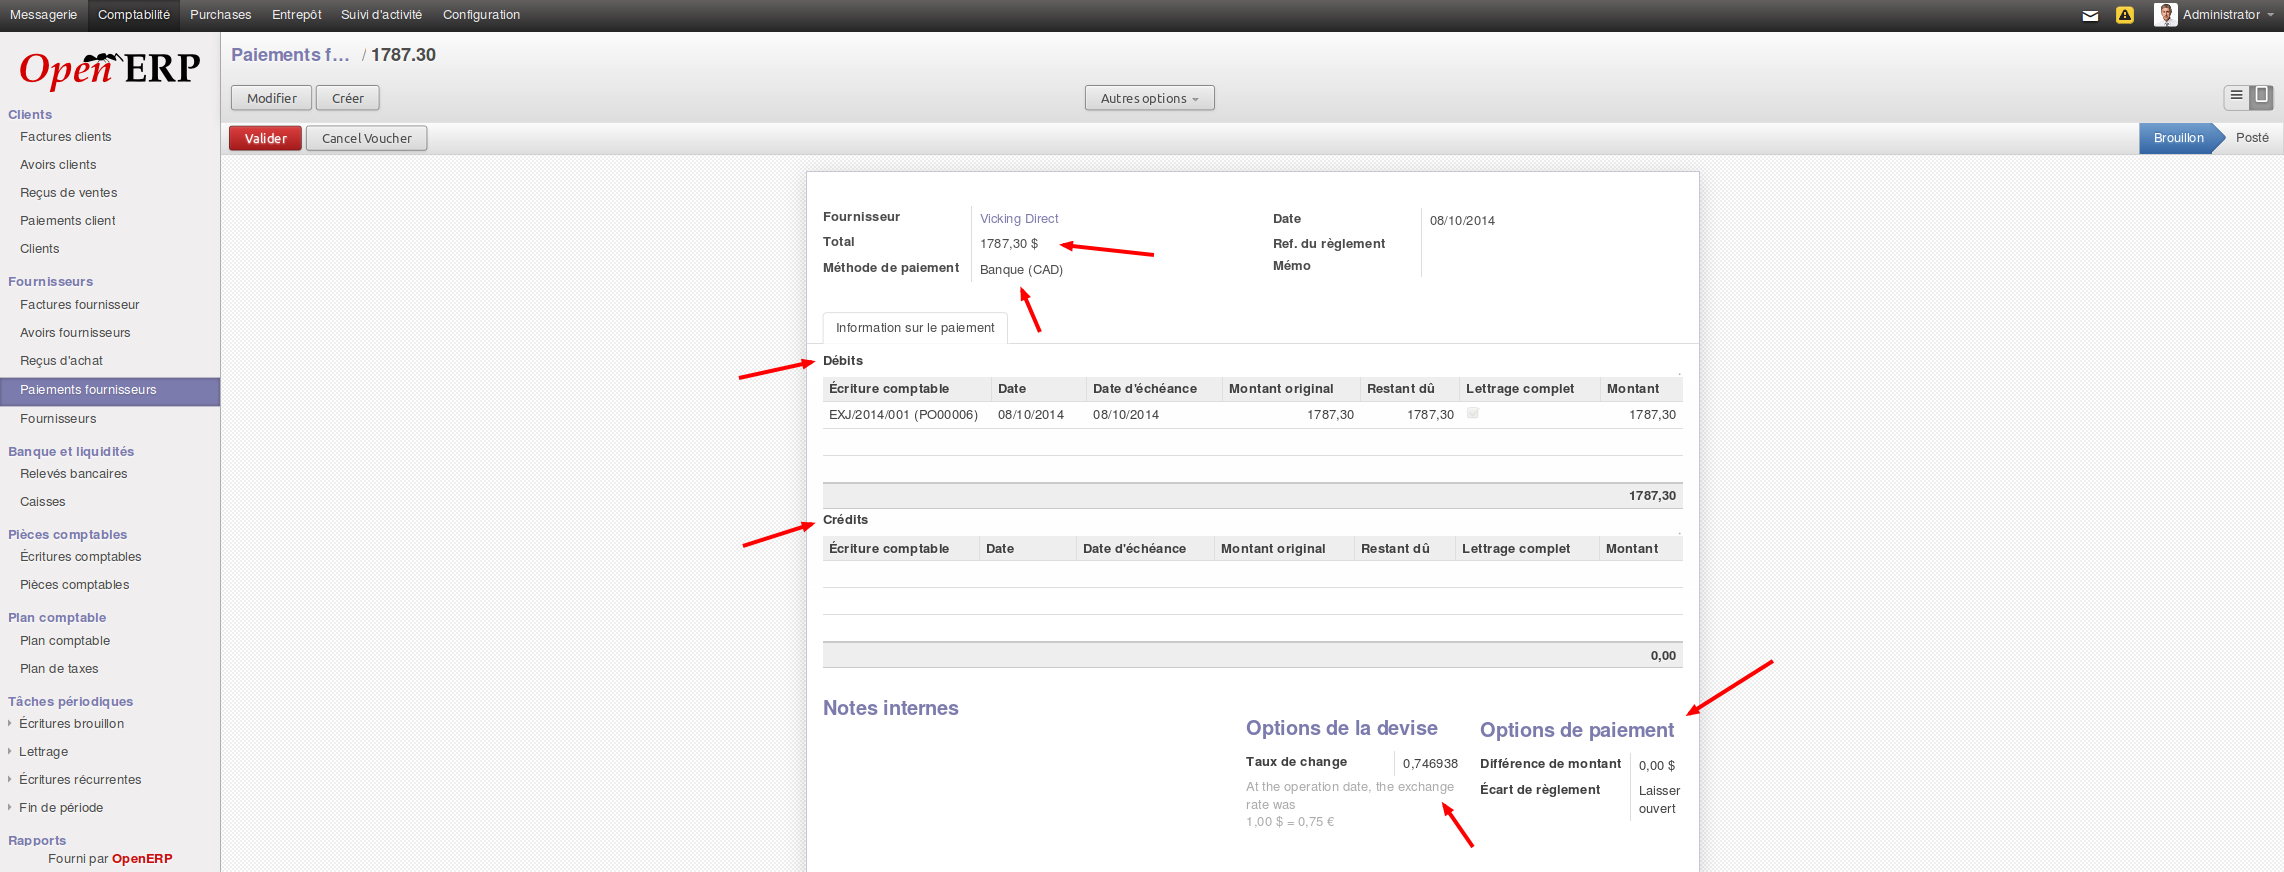 Messagerie Comptabilité Purchases Entrepôt Suivi d'activité Configuration Administrator
OpenERP
Paiements f... / 1787.30
Modifier Créer Autres options
Valider Cancel Voucher Brouillon Posté
Clients
Factures clients
Avoirs clients
Reçus de ventes
Paiements client
Clients
Fournisseurs
Factures fournisseur
Avoirs fournisseurs
Reçus d'achat
Paiements fournisseurs
Fournisseurs
Banque et liquidités
Relevés bancaires
Caisses
Pièces comptables
Écritures comptables
Pièces comptables
Plan comptable
Plan comptable
Plan de taxes
Tâches périodiques
Écritures brouillon
Lettrage
Écritures récurrentes
Fin de période
Rapports
Fourni par OpenERP
Fournisseur Vicking Direct
Total 1787,30 $
Méthode de paiement Banque (CAD)
Date 08/10/2014
Ref. du règlement
Mémo
Information sur le paiement
Débits
Écriture comptable Date Date d'échéance Montant original Restant dû Lettrage complet Montant
EXJ/2014/001 (PO00006) 08/10/2014 08/10/2014 1787,30 1787,30 1787,30
1787,30
Crédits
Écriture comptable Date Date d'échéance Montant original Restant dû Lettrage complet Montant
0,00
Notes internes
Options de la devise
Taux de change 0,746938
At the operation date, the exchange
rate was
1,00 $ = 0,75 €
Options de paiement
Différence de montant 0,00 $
Écart de règlement Laisser
ouvert